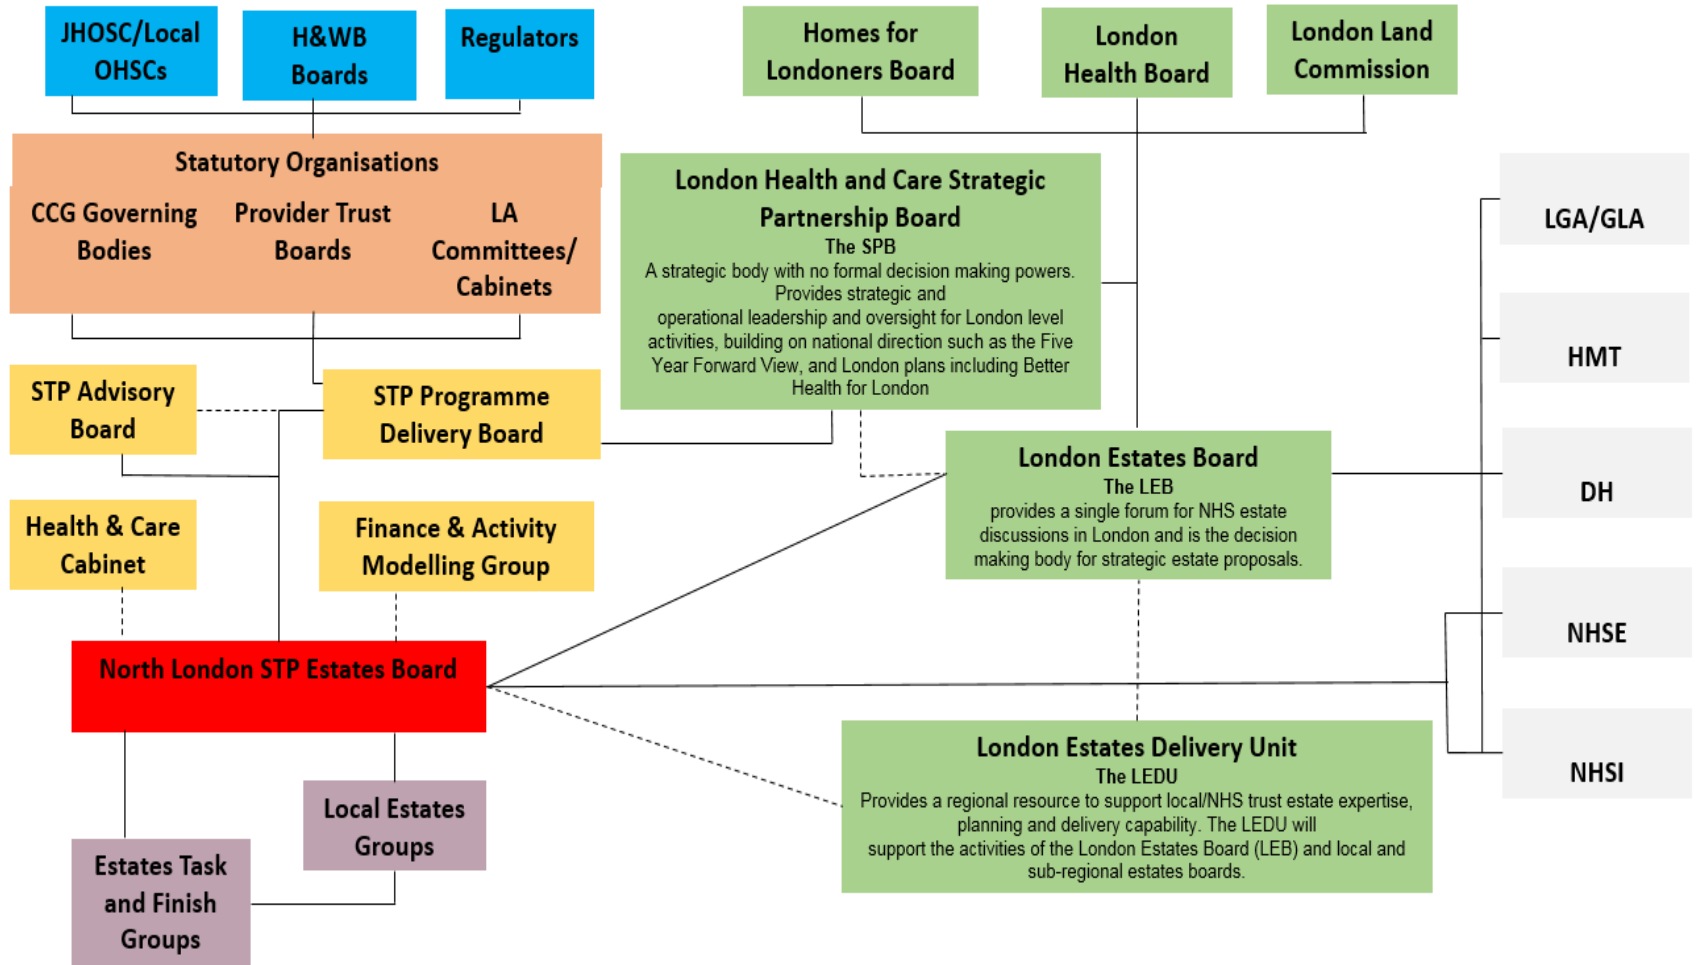 JHOSC/Local
OHSCs
H&WB
Boards
Regulators
Homes for
Londoners Board
London
Health Board
London Land
Commission
Statutory Organisations
CCG Governing
Bodies
Provider Trust
Boards
LA
Committees/
Cabinets
London Health and Care Strategic
Partnership Board
The SPB
A strategic body with no formal decision making powers.
Provides strategic and
operational leadership and oversight for London level
activities, building on national direction such as the Five
Year Forward View, and London plans including Better
Health for London
LGA/GLA
HMT
DH
NHSE
NHSI
STP Advisory
Board
STP Programme
Delivery Board
Health & Care
Cabinet
Finance & Activity
Modelling Group
London Estates Board
The LEB
provides a single forum for NHS estate
discussions in London and is the decision
making body for strategic estate proposals.
North London STP Estates Board
London Estates Delivery Unit
The LEDU
Provides a regional resource to support local/NHS trust estate expertise,
planning and delivery capability. The LEDU will
support the activities of the London Estates Board (LEB) and local and
sub-regional estates boards.
Local Estates
Groups
Estates Task
and Finish
Groups